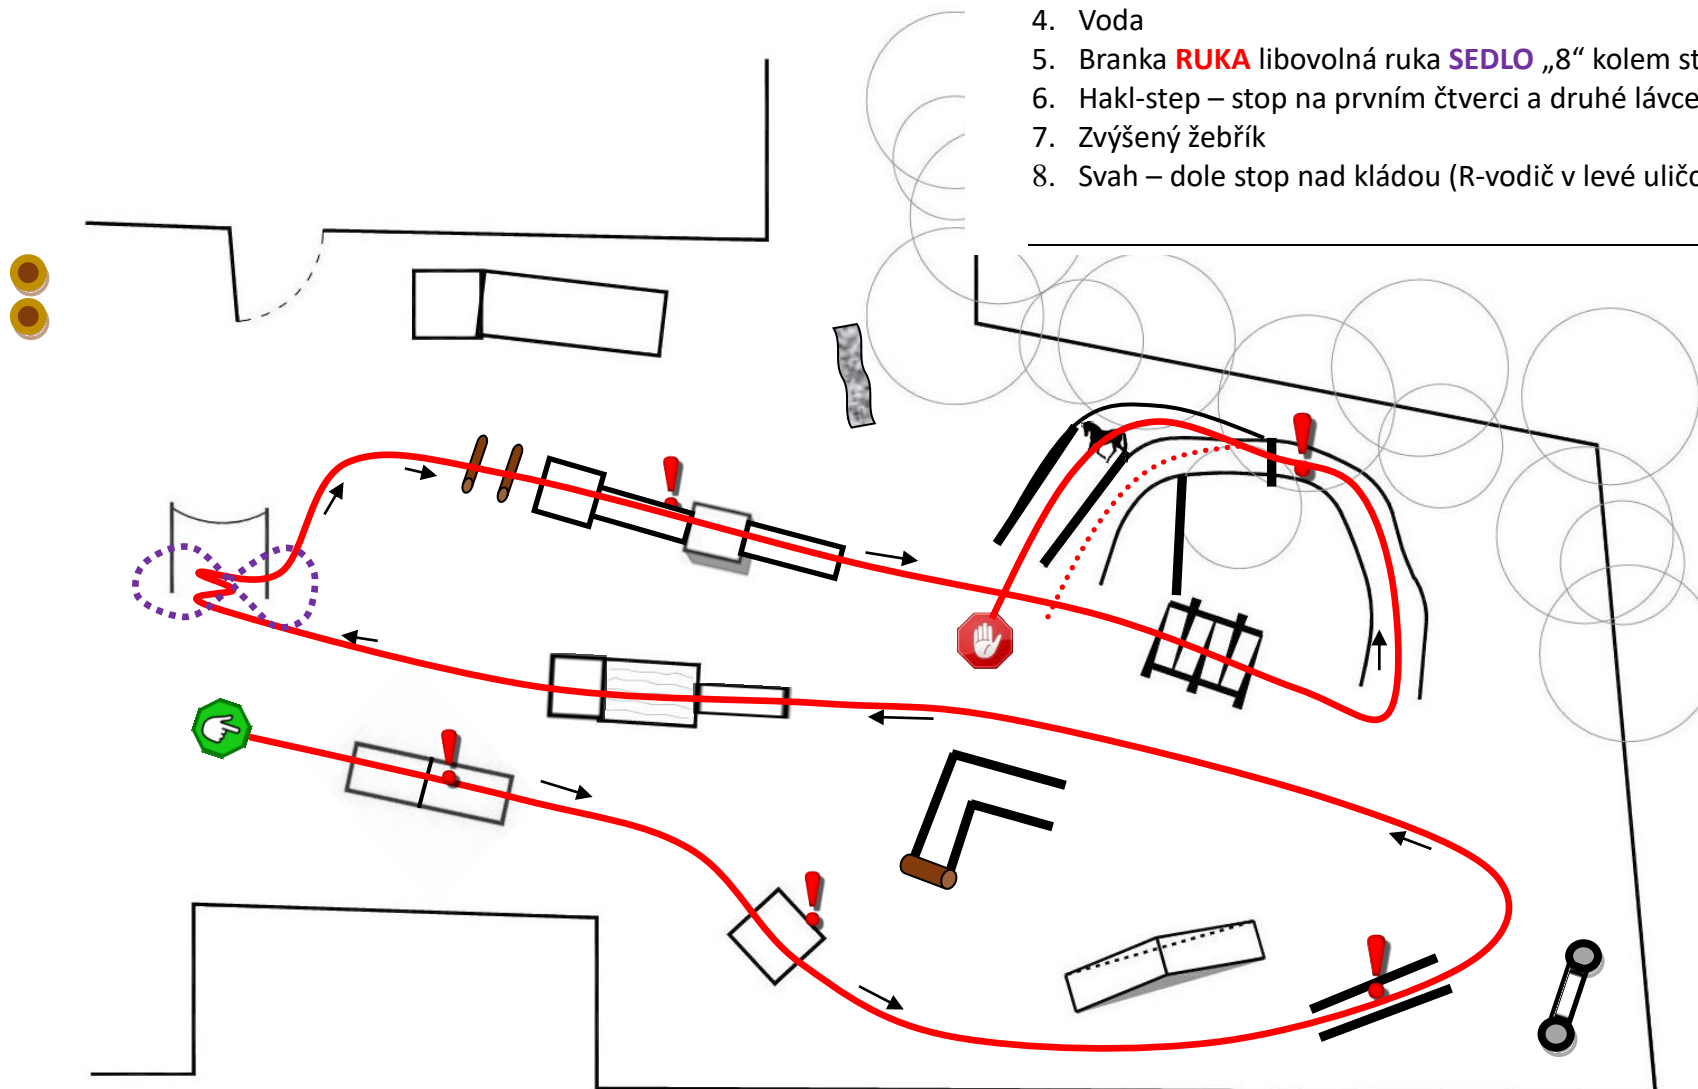 4. Voda
5. Branka RUKA libovolná ruka SEDLO „8“ kolem st
6. Hakl-step – stop na prvním čtverci a druhé lávce
7. Zvýšený žebřík
8. Svah – dole stop nad kládou (R-vodič v levé uličc